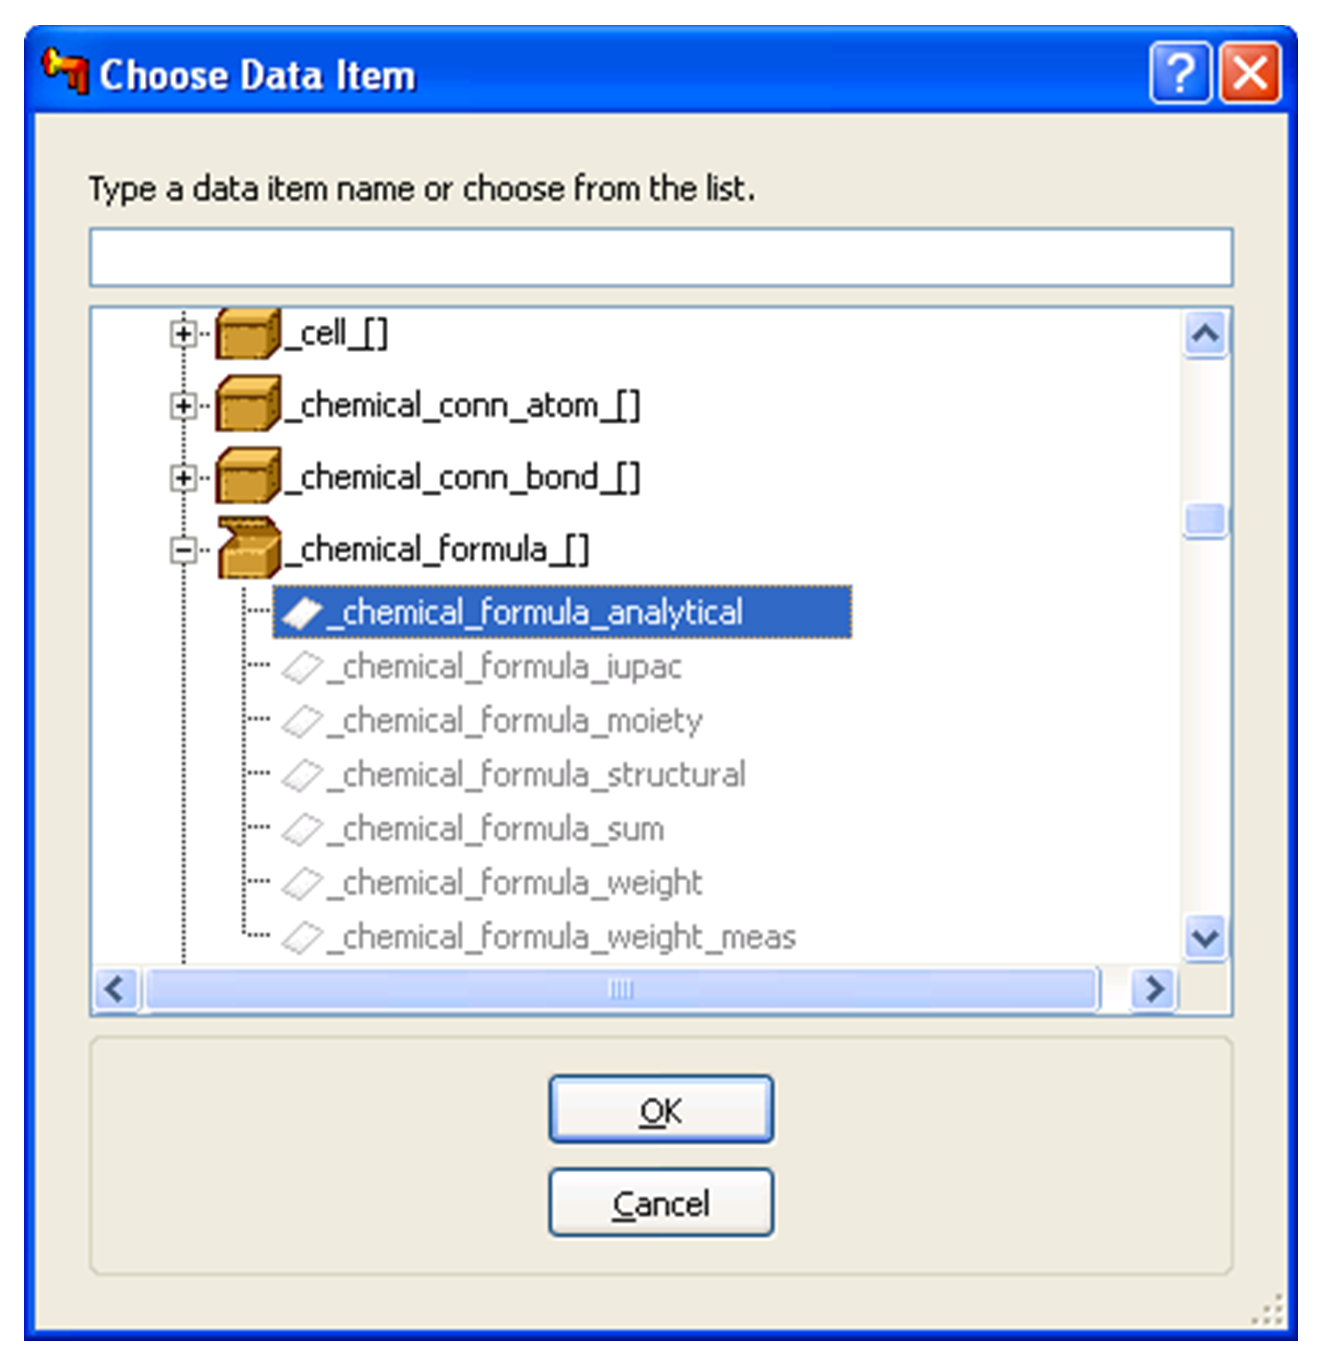 Choose Data Item
Type a data item name or choose from the list.
_cell_[]
_chemical_conn_atom_[]
_chemical_conn_bond_[]
_chemical_formula_[]
_chemical_formula_analytical
_chemical_formula_iupac
_chemical_formula_moiety
_chemical_formula_structural
_chemical_formula_sum
_chemical_formula_weight
_chemical_formula_weight_meas
OK
Cancel